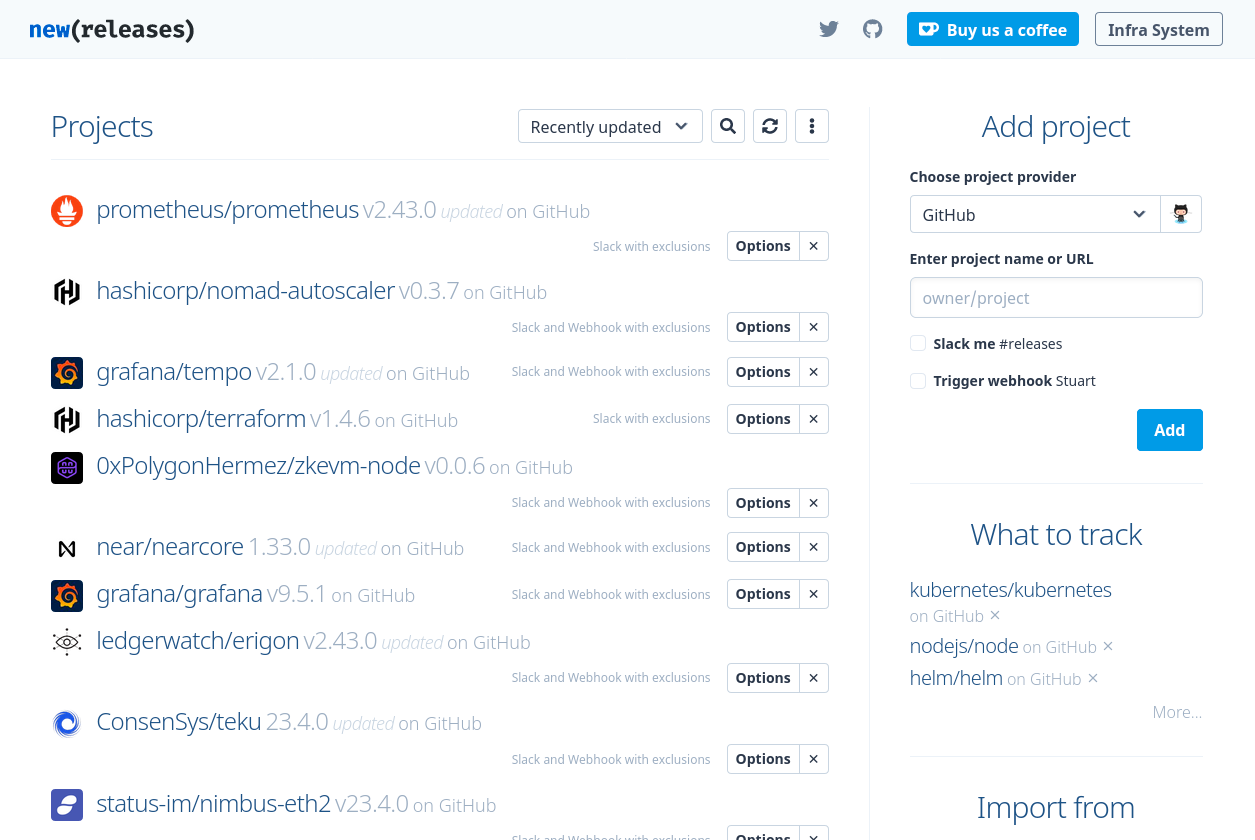 new(releases)
Buy us a coffee
Infra System
Projects
Recently updated
prometheus/prometheus v2.43.0 updated on GitHub
Slack with exclusions Options ×
hashicorp/nomad-autoscaler v0.3.7 on GitHub
Slack and Webhook with exclusions Options ×
grafana/tempo v2.1.0 updated on GitHub Slack and Webhook with exclusions Options ×
hashicorp/terraform v1.4.6 on GitHub Slack with exclusions Options ×
0xPolygonHermez/zkevm-node v0.0.6 on GitHub
Slack and Webhook with exclusions Options ×
near/nearcore 1.33.0 updated on GitHub Slack and Webhook with exclusions Options ×
grafana/grafana v9.5.1 on GitHub Slack and Webhook with exclusions Options ×
ledgerwatch/erigon v2.43.0 updated on GitHub
Slack and Webhook with exclusions Options ×
ConsenSys/teku 23.4.0 updated on GitHub
Slack and Webhook with exclusions Options ×
status-im/nimbus-eth2 v23.4.0 on GitHub
Slack and Webhook with exclusions Options ×
Add project
Choose project provider
GitHub
Enter project name or URL
owner/project
Slack me #releases
Trigger webhook Stuart
Add
What to track
kubernetes/kubernetes
on GitHub ×
nodejs/node on GitHub ×
helm/helm on GitHub ×
More...
Import from